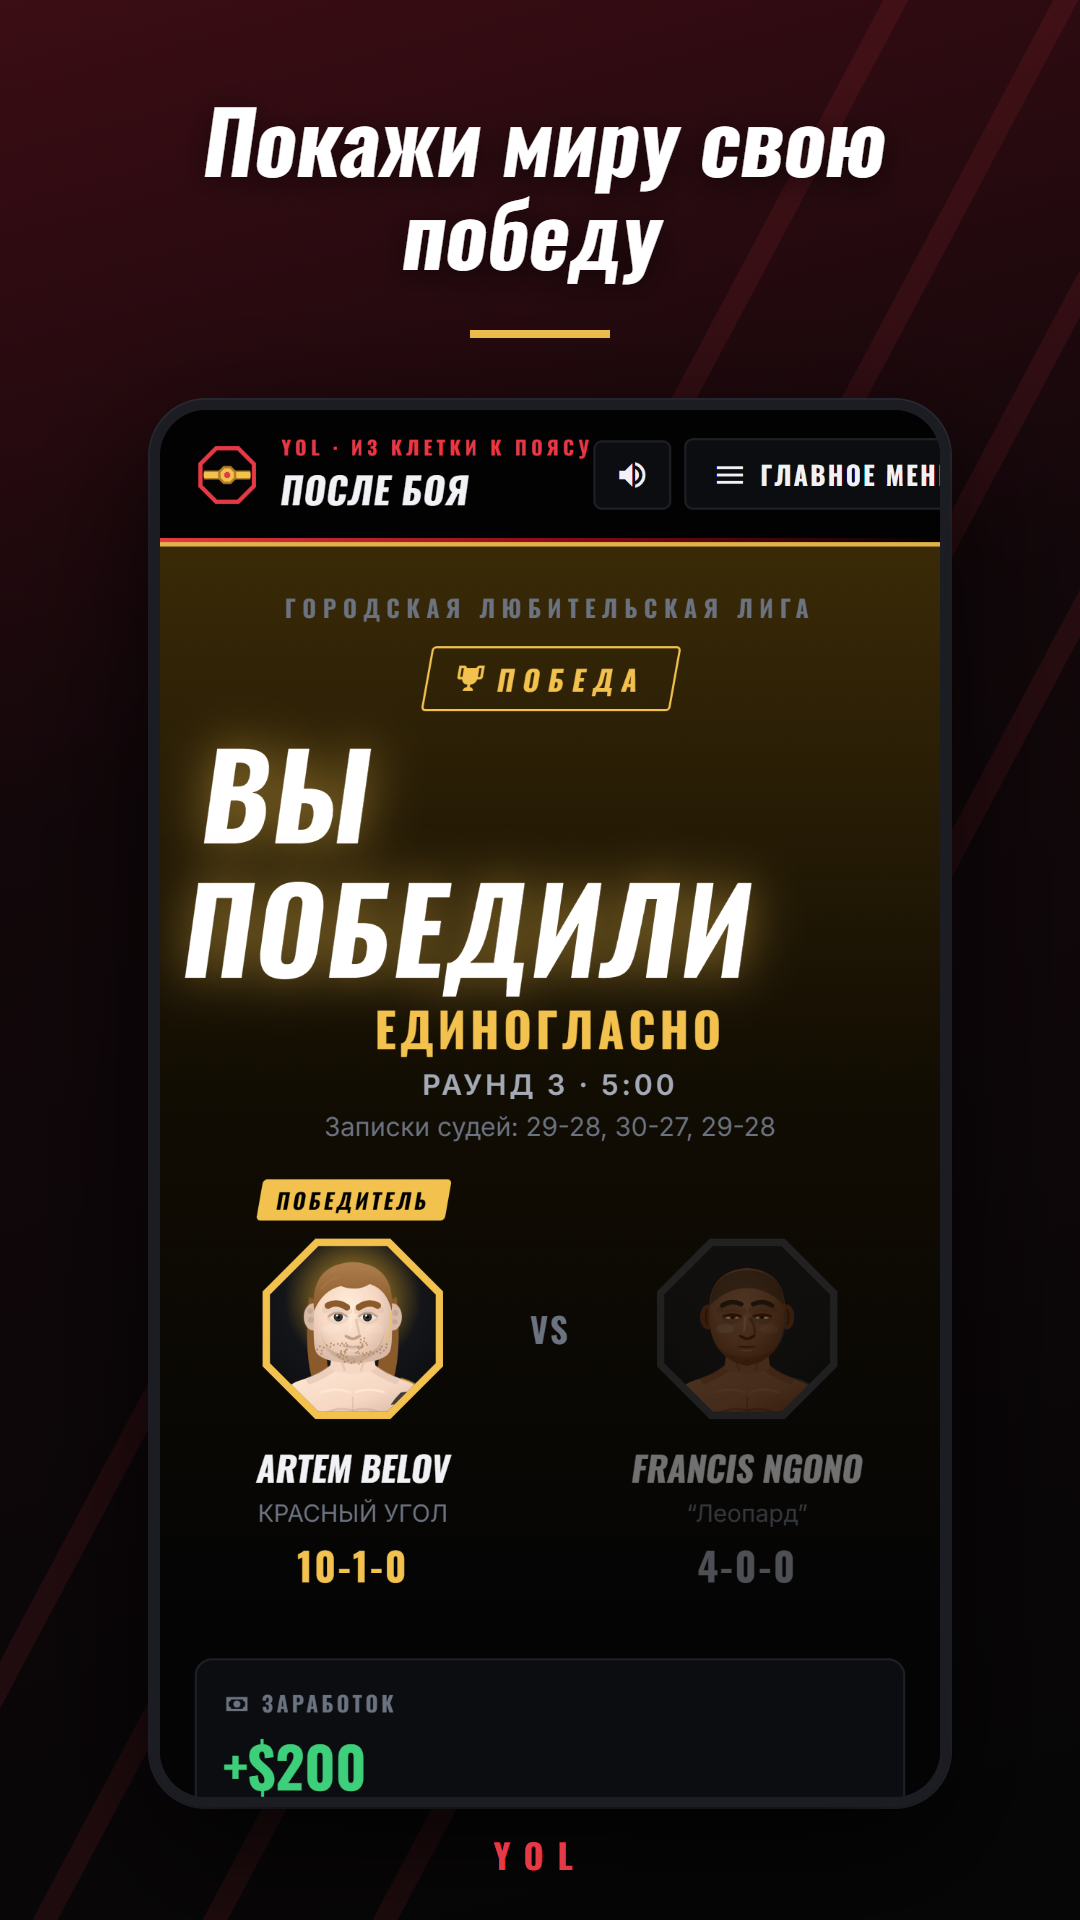 Покажи миру свою
победу
YOL · ИЗ КЛЕТКИ К ПОЯСУ
ПОСЛЕ БОЯ
ГЛАВНОЕ МЕН
ГОРОДСКАЯ ЛЮБИТЕЛЬСКАЯ ЛИГА
ПОБЕДА
ВЫ
ПОБЕДИЛИ
ЕДИНОГЛАСНО
РАУНД 3 · 5:00
Записки судей: 29-28, 30-27, 29-28
ПОБЕДИТЕЛЬ
VS
ARTEM BELOV
FRANCIS NGONO
КРАСНЫЙ УГОЛ
“Леопард”
10-1-0
4-0-0
ЗАРАБОТОК
+$200
YOL